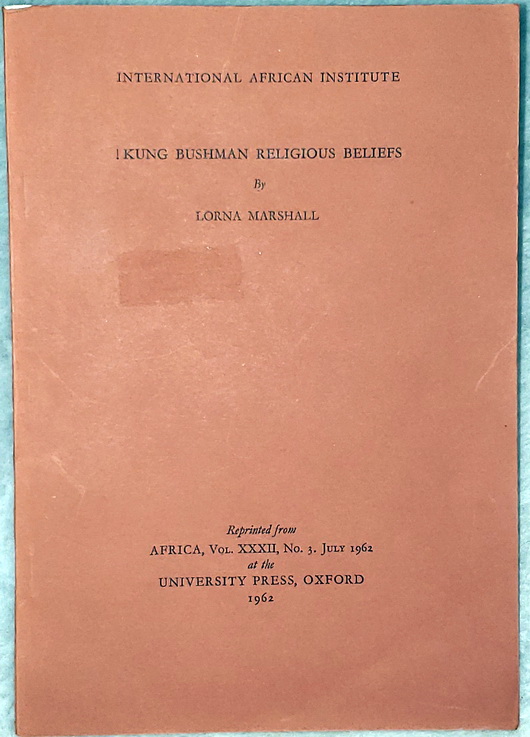 INTERNATIONAL AFRICAN INSTITUTE
!KUNG BUSHMAN RELIGIOUS BELIEFS
By
LORNA MARSHALL
Reprinted from
AFRICA, VOL. XXXII, NO. 3. JULY 1962
at the
UNIVERSITY PRESS, OXFORD
1962